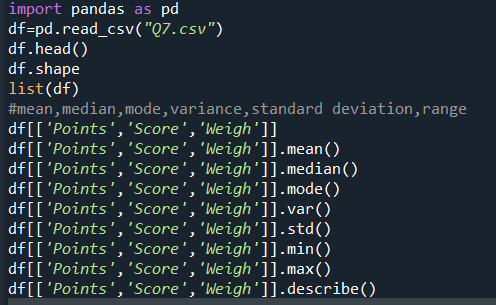 import pandas as pd
df=pd.read_csv("Q7.csv")
df.head()
df.shape
list(df)
#mean,median,mode,variance,standard deviation,range
df[['Points','Score','Weigh']]
df[['Points','Score','Weigh']].mean()
df[['Points','Score','Weigh']].median()
df[['Points','Score','Weigh']].mode()
df[['Points','Score','Weigh']].var()
df[['Points','Score','Weigh']].std()
df[['Points','Score','Weigh']].min()
df[['Points','Score','Weigh']].max()
df[['Points','Score','Weigh']].describe()